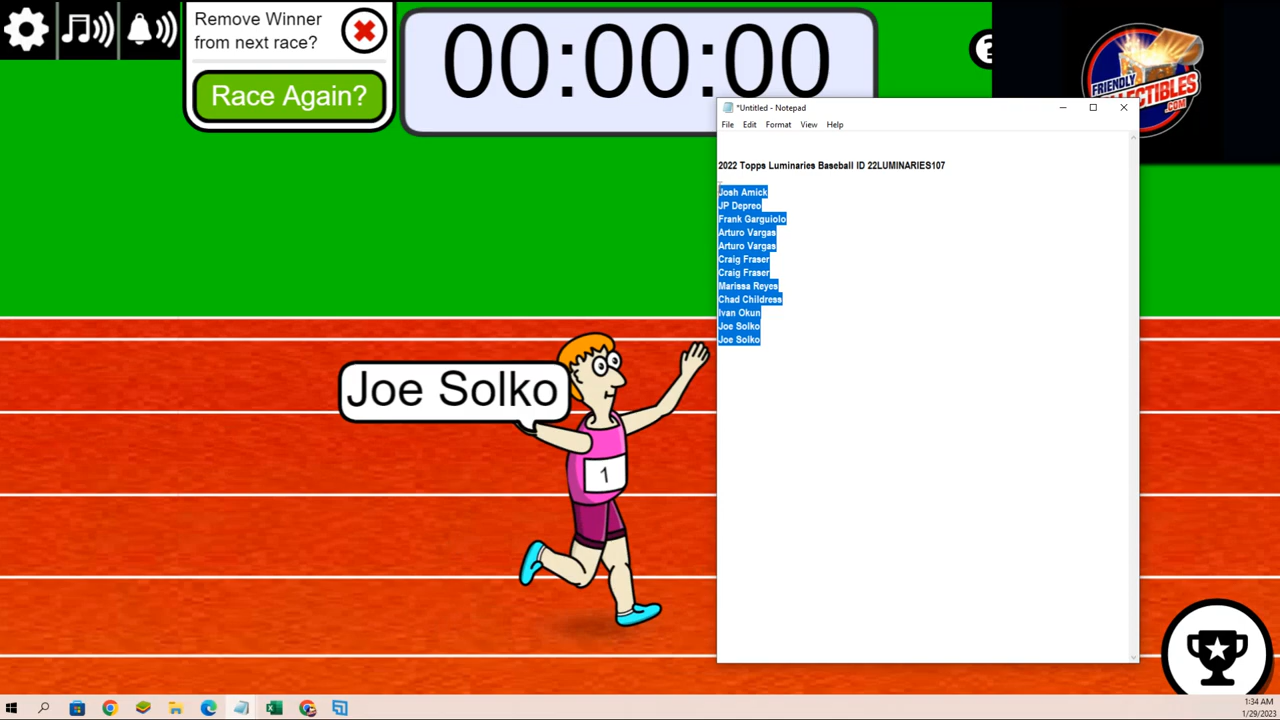 Remove Winner
from next race?
Race Again?
00:00:00
?
FRIENDLY
.COM
*Untitled - Notepad
File Edit Format View Help
2022 Topps Luminaries Baseball ID 22LUMINARIES107
Josh Amick
JP Depreo
Frank Garguiolo
Arturo Vargas
Arturo Vargas
Craig Fraser
Craig Fraser
Marissa Reyes
Chad Childress
Ivan Okun
Joe Solko
Joe Solko
Joe Solko
1
1:34 AM
1/29/2023